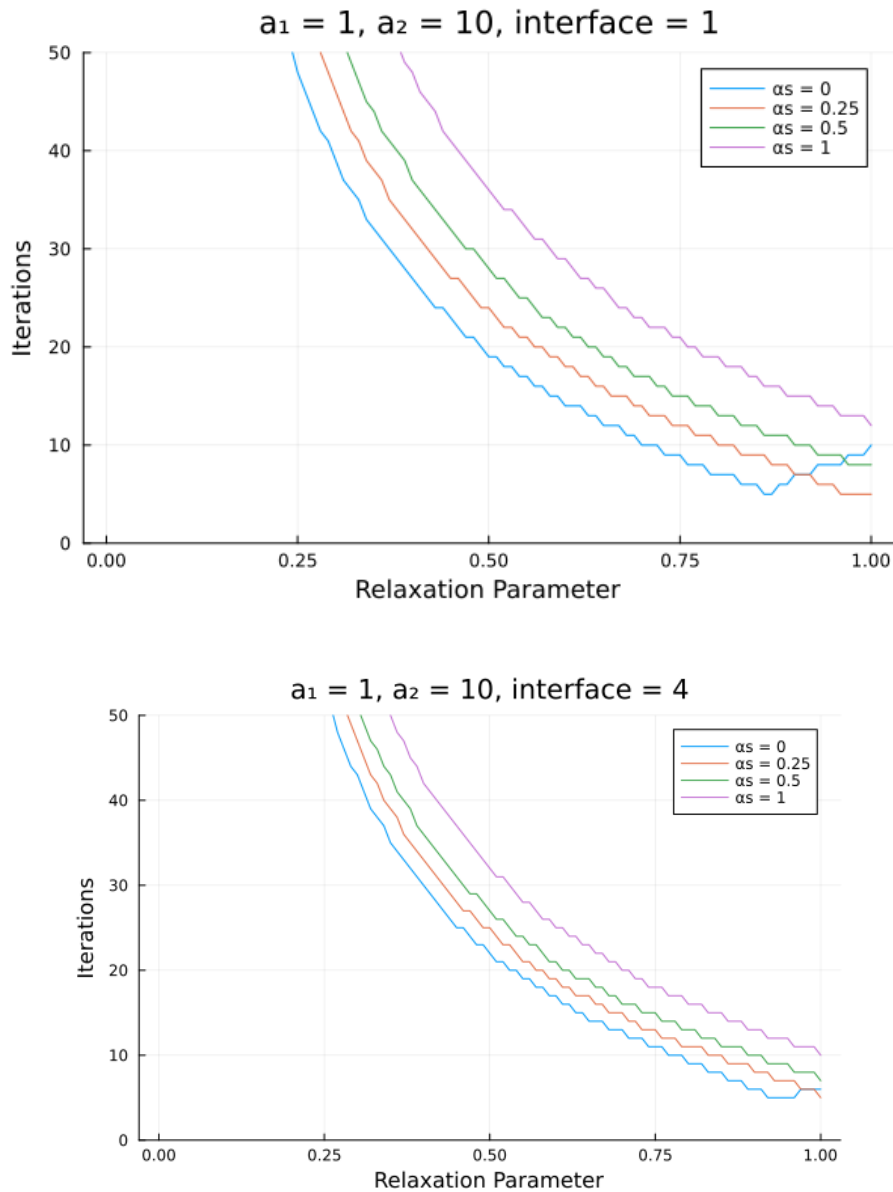 a₁ = 1, a₂ = 10, interface = 1
50
40
30
20
10
0
Iterations
αs = 0
αs = 0.25
αs = 0.5
αs = 1
0.00 0.25 0.50 0.75 1.00
Relaxation Parameter
a₁ = 1, a₂ = 10, interface = 4
50
40
30
20
10
0
Iterations
αs = 0
αs = 0.25
αs = 0.5
αs = 1
0.00 0.25 0.50 0.75 1.00
Relaxation Parameter